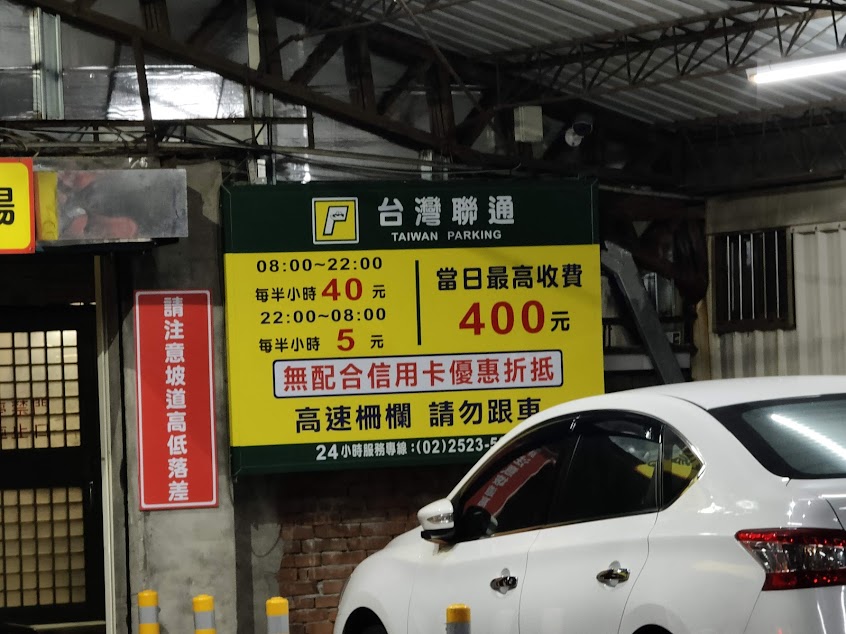 場
台灣聯通
TAIWAN PARKING
08:00~22:00
每半小時 40 元
22:00~08:00
每半小時 5 元
當日最高收費
400元
無配合信用卡優惠折抵
高速柵欄 請勿跟車
24小時服務專線:(02)2523-5
請注意坡道高低落差